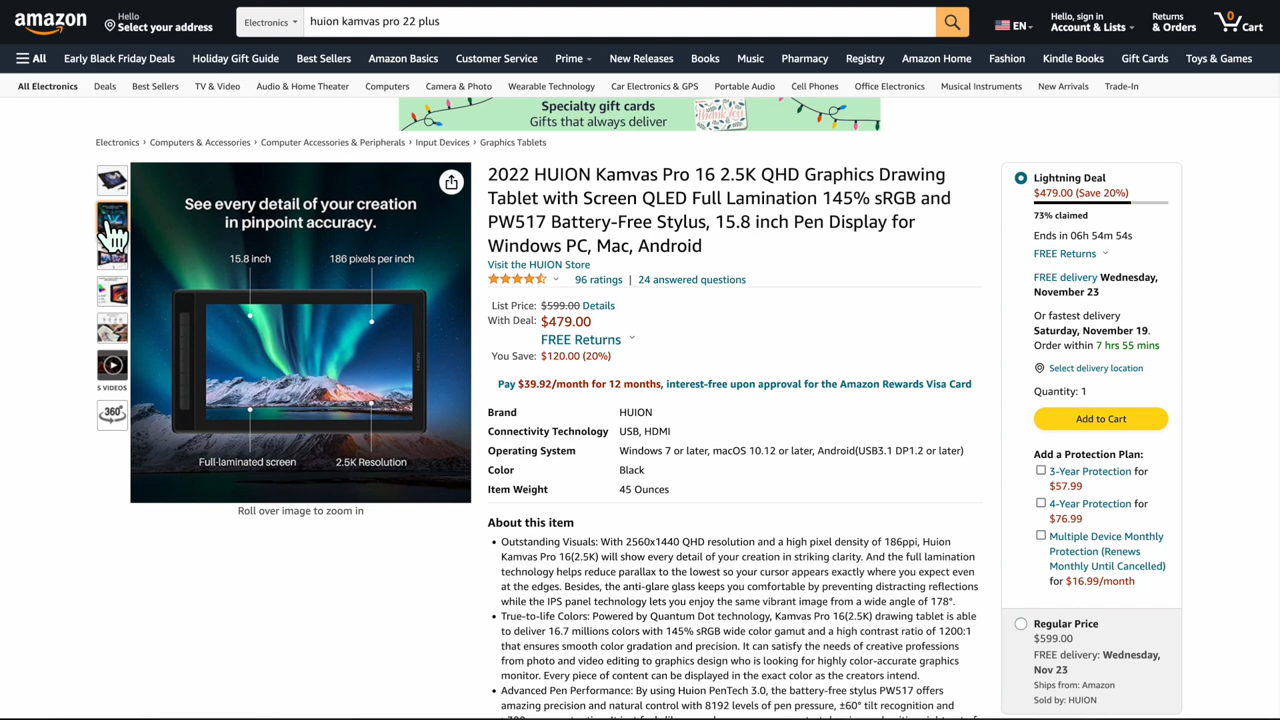 amazon
Hello
Select your address
Electronics
huion kamvas pro 22 plus
EN
Hello, sign in
Account & Lists
Returns
& Orders
0
Cart
All
Early Black Friday Deals
Holiday Gift Guide
Best Sellers
Amazon Basics
Customer Service
Prime
New Releases
Books
Music
Pharmacy
Registry
Amazon Home
Fashion
Kindle Books
Gift Cards
Toys & Games
All Electronics
Deals
Best Sellers
TV & Video
Audio & Home Theater
Computers
Camera & Photo
Wearable Technology
Car Electronics & GPS
Portable Audio
Cell Phones
Office Electronics
Musical Instruments
New Arrivals
Trade-In
Specialty gift cards
Gifts that always deliver
Electronics › Computers & Accessories › Computer Accessories & Peripherals › Input Devices › Graphics Tablets
5 VIDEOS
360°
See every detail of your creation
in pinpoint accuracy.
15.8 inch
186 pixels per inch
Full-laminated screen
2.5K Resolution
Roll over image to zoom in
2022 HUION Kamvas Pro 16 2.5K QHD Graphics Drawing
Tablet with Screen QLED Full Lamination 145% sRGB and
PW517 Battery-Free Stylus, 15.8 inch Pen Display for
Windows PC, Mac, Android
Visit the HUION Store
96 ratings | 24 answered questions
List Price: $599.00 Details
With Deal: $479.00
FREE Returns
You Save: $120.00 (20%)
Pay $39.92/month for 12 months, interest-free upon approval for the Amazon Rewards Visa Card
Brand HUION
Connectivity Technology USB, HDMI
Operating System Windows 7 or later, macOS 10.12 or later, Android(USB3.1 DP1.2 or later)
Color Black
Item Weight 45 Ounces
About this item
• Outstanding Visuals: With 2560x1440 QHD resolution and a high pixel density of 186ppi, Huion
Kamvas Pro 16(2.5K) will show every detail of your creation in striking clarity. And the full lamination
technology helps reduce parallax to the lowest so your cursor appears exactly where you expect even
at the edges. Besides, the anti-glare glass keeps you comfortable by preventing distracting reflections
while the IPS panel technology lets you enjoy the same vibrant image from a wide angle of 178°.
• True-to-life Colors: Powered by Quantum Dot technology, Kamvas Pro 16(2.5K) drawing tablet is able
to deliver 16.7 millions colors with 145% sRGB wide color gamut and a high contrast ratio of 1200:1
that ensures smooth color gradation and precision. It can satisfy the needs of creative professions
from photo and video editing to graphics design who is looking for highly color-accurate graphics
monitor. Every piece of content can be displayed in the exact color as the creators intend.
• Advanced Pen Performance: By using Huion PenTech 3.0, the battery-free stylus PW517 offers
amazing precision and natural control with 8192 levels of pen pressure, ±60° tilt recognition and
Lightning Deal
$479.00 (Save 20%)
73% claimed
Ends in 06h 54m 54s
FREE Returns
FREE delivery Wednesday,
November 23
Or fastest delivery
Saturday, November 19.
Order within 7 hrs 55 mins
Select delivery location
Quantity: 1
Add to Cart
Add a Protection Plan:
3-Year Protection for
$57.99
4-Year Protection for
$76.99
Multiple Device Monthly
Protection (Renews
Monthly Until Cancelled)
for $16.99/month
Regular Price
$599.00
FREE delivery: Wednesday,
Nov 23
Ships from: Amazon
Sold by: HUION